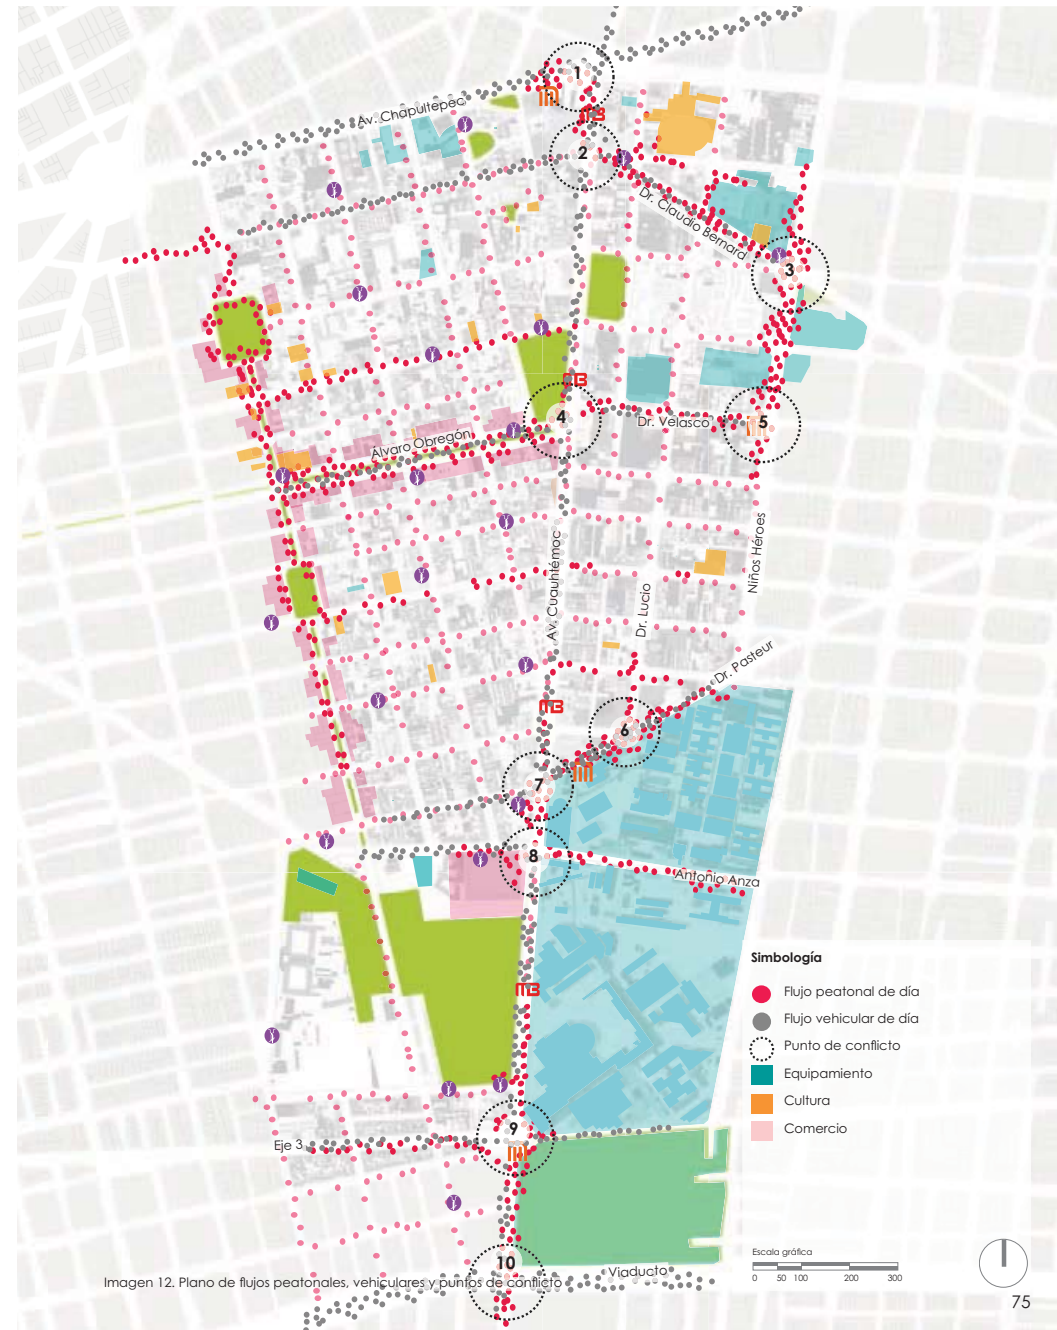 1
Av. Chapultepec
2
Dr. Claudio Bernard
3
4
Dr. Velasco
5
Álvaro Obregón
Niños Héroes
Av. Cuauhtémoc
Dr. Lucio
Dr. Pasteur
6
7
8
Antonio Anza
Simbología
Flujo peatonal de día
Flujo vehicular de día
Punto de conflicto
Equipamiento
Cultura
Comercio
9
Eje 3
10
Viaducto
Escala gráfica
0 50 100 200 300
Imagen 12. Plano de flujos peatonales, vehiculares y puntos de conflicto
75